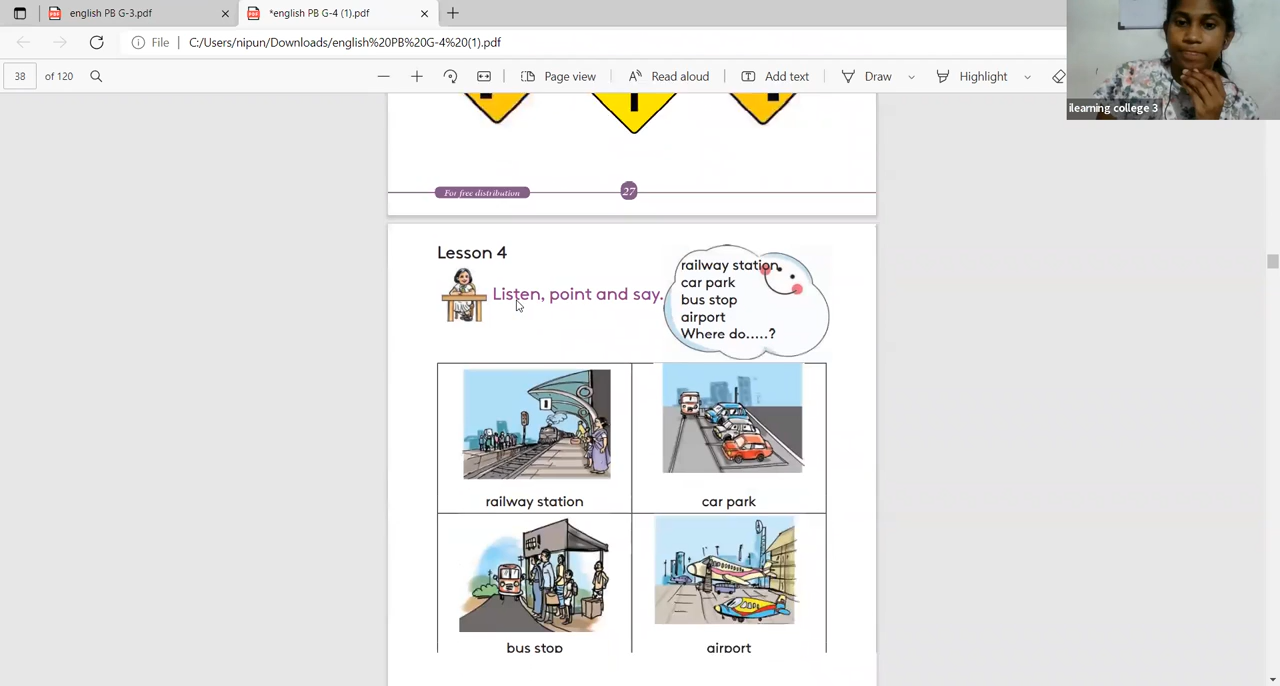 english PB G-3.pdf
*english PB G-4 (1).pdf
File
C:/Users/nipun/Downloads/english%20PB%20G-4%20(1).pdf
38
of 120
Page view
Read aloud
Add text
Draw
Highlight
ilearning college 3
For free distribution
27
Lesson 4
Listen, point and say.
railway station
car park
bus stop
airport
Where do.....?
railway station
car park
bus stop
airport